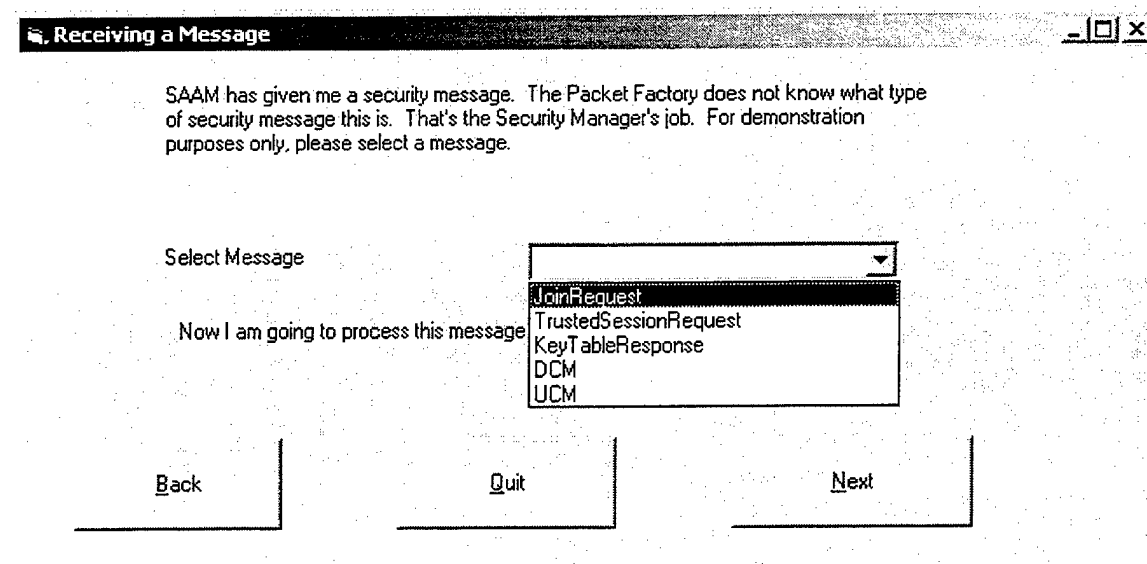 Receiving a Message
SAAM has given me a security message. The Packet Factory does not know what type
of security message this is. That's the Security Manager's job. For demonstration
purposes only, please select a message.
Select Message
JoinRequest
TrustedSessionRequest
Now I am going to process this message
KeyTableResponse
DCM
UCM
Back
Quit
Next